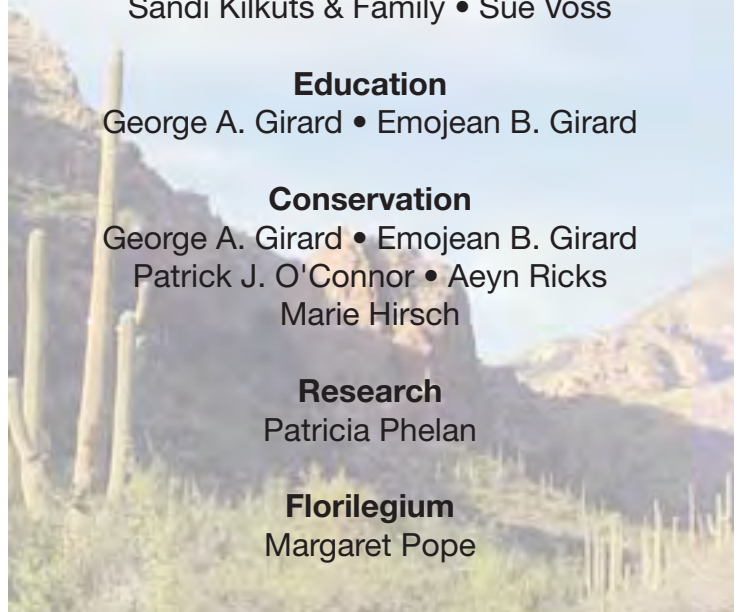 Sandi Kilkuts & Family • Sue Voss
Education
George A. Girard • Emojean B. Girard
Conservation
George A. Girard • Emojean B. Girard
Patrick J. O'Connor • Aeyn Ricks
Marie Hirsch
Research
Patricia Phelan
Florilegium
Margaret Pope